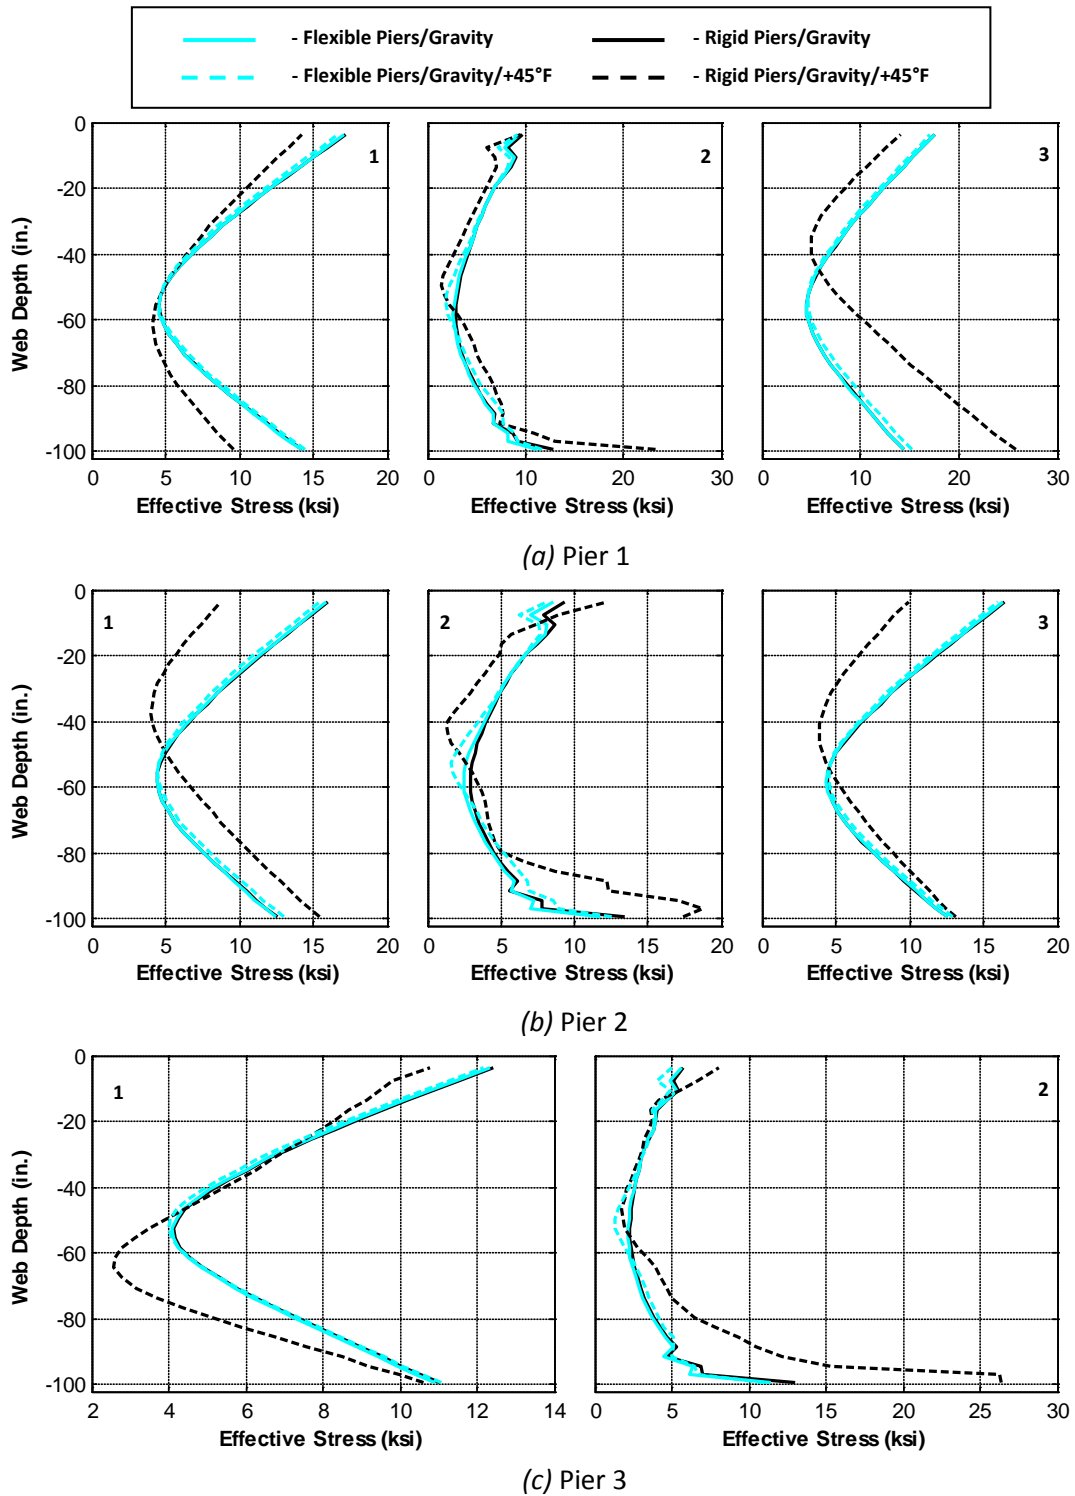 - Flexible Piers/Gravity - Rigid Piers/Gravity
- Flexible Piers/Gravity/+45°F - Rigid Piers/Gravity/+45°F
Web Depth (in.)
0
-20
-40
-60
-80
-100
1
0 5 10 15 20
Effective Stress (ksi)
2
0 10 20 30
Effective Stress (ksi)
3
0 10 20 30
Effective Stress (ksi)
(a) Pier 1
Web Depth (in.)
0
-20
-40
-60
-80
-100
1
0 5 10 15 20
Effective Stress (ksi)
2
0 5 10 15 20
Effective Stress (ksi)
3
0 5 10 15 20
Effective Stress (ksi)
(b) Pier 2
Web Depth (in.)
0
-20
-40
-60
-80
-100
1
2 4 6 8 10 12 14
Effective Stress (ksi)
2
0 5 10 15 20 25 30
Effective Stress (ksi)
(c) Pier 3